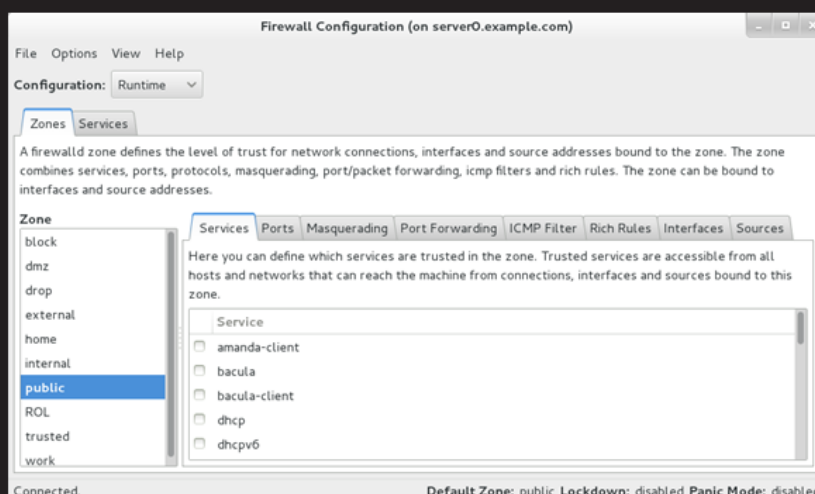 Firewall Configuration (on server0.example.com)
File Options View Help
Configuration: Runtime
Zones Services
A firewalld zone defines the level of trust for network connections, interfaces and source addresses bound to the zone. The zone
combines services, ports, protocols, masquerading, port/packet forwarding, icmp filters and rich rules. The zone can be bound to
interfaces and source addresses.
Zone
block
dmz
drop
external
home
internal
public
ROL
trusted
work
Services Ports Masquerading Port Forwarding ICMP Filter Rich Rules Interfaces Sources
Here you can define which services are trusted in the zone. Trusted services are accessible from all
hosts and networks that can reach the machine from connections, interfaces and sources bound to this
zone.
Service
amanda-client
bacula
bacula-client
dhcp
dhcpv6
Connected.
Default Zone: public Lockdown: disabled Panic Mode: disabled